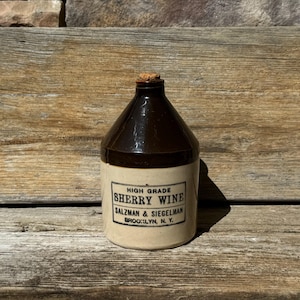 HIGH GRADE
SHERRY WINE
SALZMAN & SIEGELMAN
BROOKLYN, N. Y.